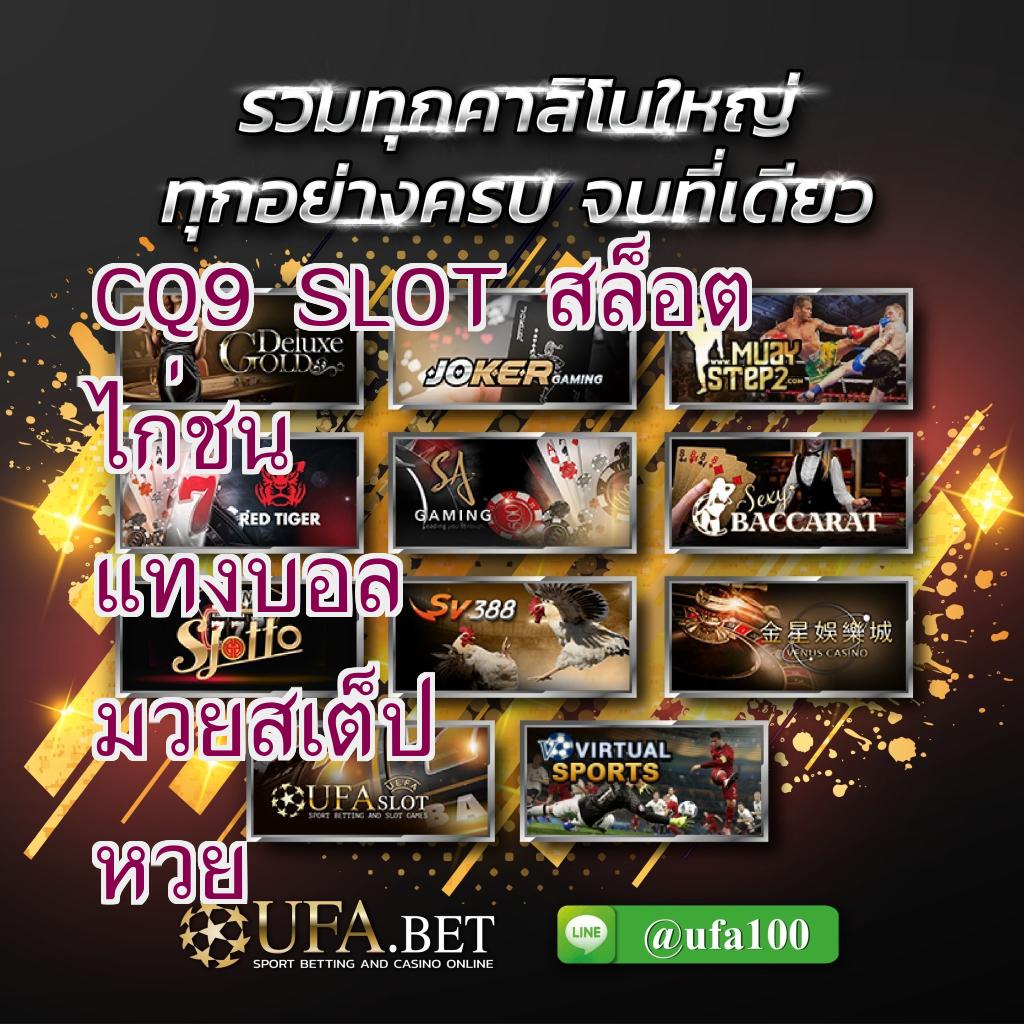 รวมทุกคาสิโนใหญ่
ทุกอย่างครบ จบที่เดียว
CQ9 SLOT สล็อต
Deluxe
GOLD
JOKER GAMING
WWW.MUAY
STEP2.COM
ไก่ชน
RED TIGER
SA
GAMING
Sexy
BACCARAT
แทงบอล
Slotto
SV388
金星娛樂城
VENUS CASINO
มวยสเต็ป
UEFA
UFA SLOT
SPORT BETTING AND SLOT GAMES
VIRTUAL
SPORTS
หวย
UFA.BET
SPORT BETTING AND CASINO ONLINE
LINE
@ufa100